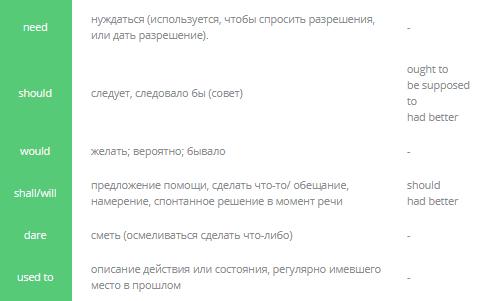 need нуждаться (используется, чтобы спросить разрешения, -
или дать разрешение).
ought to
should следует, следовало бы (совет) be supposed
to
had better
would желать; вероятно; бывало -
shall/will предложение помощи, сделать что-то/ обещание, should
намерение, спонтанное решение в момент речи had better
dare сметь (осмеливаться сделать что-либо) -
used to описание действия или состояния, регулярно имевшего -
место в прошлом